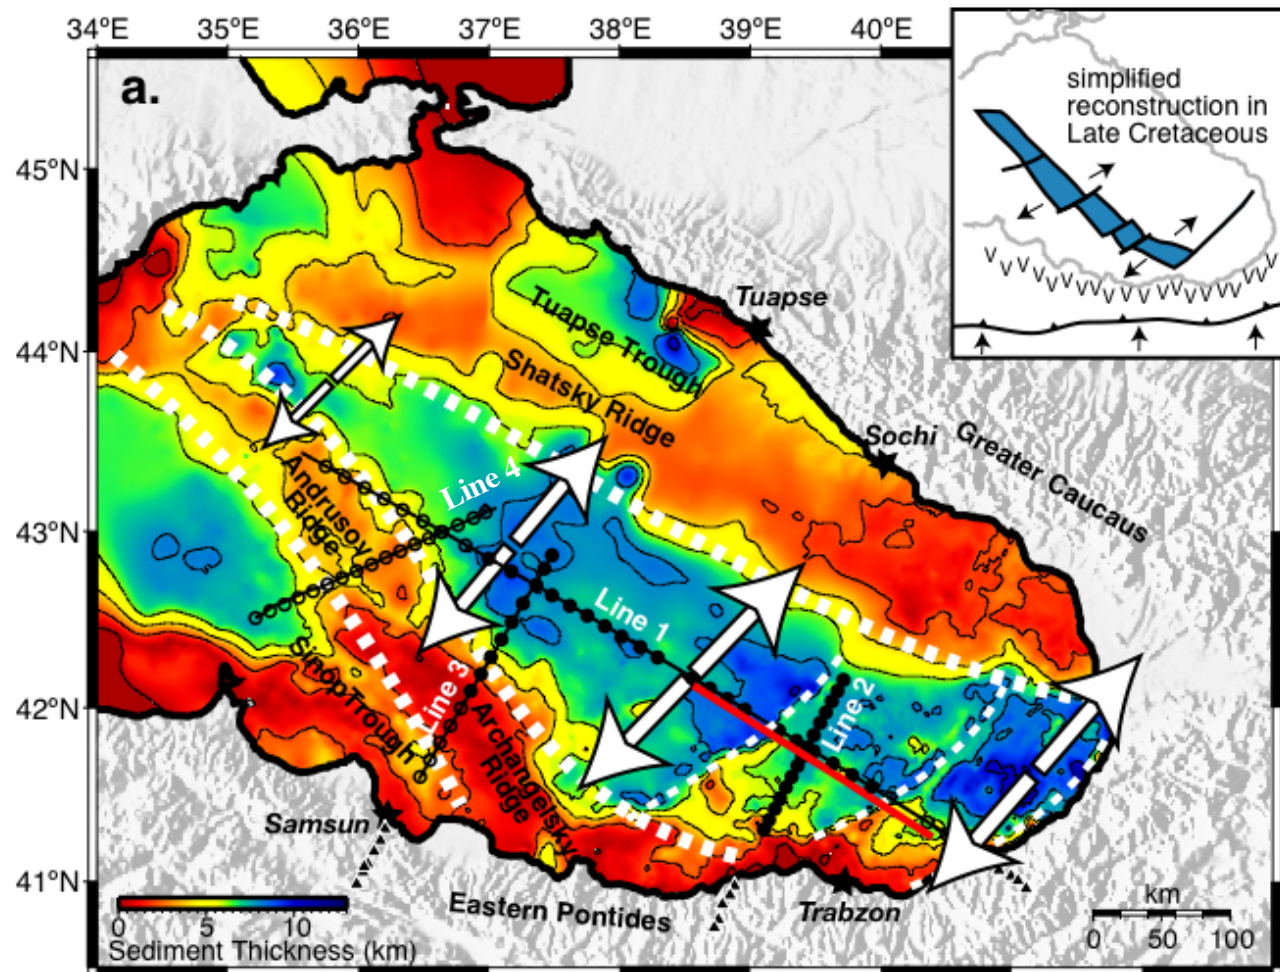 34°E 35°E 36°E 37°E 38°E 39°E 40°E
a.
simplified
reconstruction in
Late Cretaceous
V V V V V V V V V V V V V V V V V V V
45°N
44°N
43°N
42°N
41°N
Tuapse
Tuapse Trough
Shatsky Ridge
Sochi
Greater Caucaus
Line 4
Andrusov
Ridge
Line 1
Line 2
Line 3
Sinop Trough
Archangelsky
Ridge
Samsun
Eastern Pontides
Trabzon
0 5 10
Sediment Thickness (km)
km
0 50 100